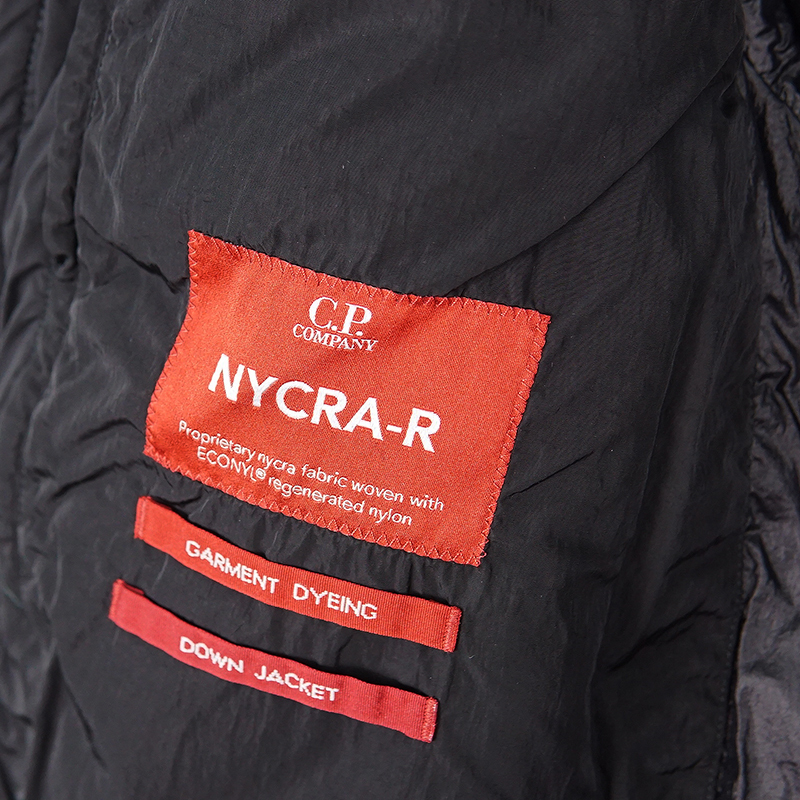 C.P.
COMPANY
NYCRA-R
Proprietary nycra fabric woven with
ECONYL® regenerated nylon
GARMENT DYEING
DOWN JACKET